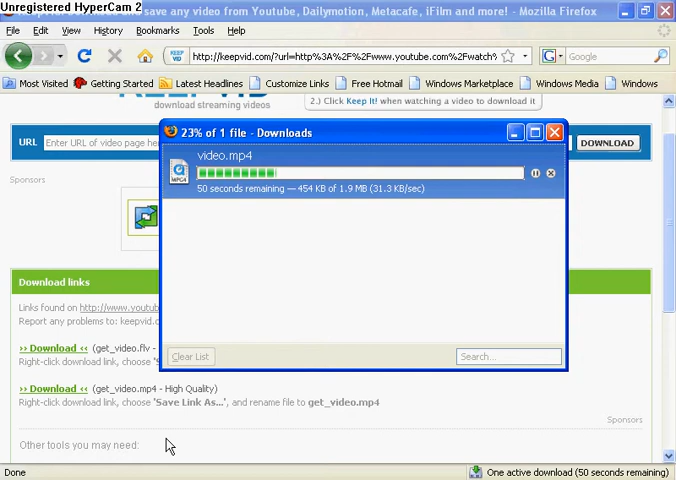 Unregistered HyperCam 2
and save any video from Youtube, Dailymotion, Metacafe, iFilm and more! - Mozilla Firefox
File Edit View History Bookmarks Tools Help
KEEP VID http://keepvid.com/?url=http%3A%2F%2Fwww.youtube.com%2Fwatch% G Google
Most Visited Getting Started Latest Headlines Customize Links Free Hotmail Windows Marketplace Windows Media Windows
download streaming videos
2.) Click Keep It! when watching a video to download it
URL Enter URL of video page he DOWNLOAD
Sponsors
23% of 1 file - Downloads
video.mp4
MPG4
50 seconds remaining — 454 KB of 1.9 MB (31.3 KB/sec)
Clear List Search...
Download links
Links found on http://www.youtub
Report any problems to: keepvid.c
>> Download << (get_video.flv -
Right-click download link, choose 'S
>> Download << (get_video.mp4 - High Quality)
Right-click download link, choose 'Save Link As...', and rename file to get_video.mp4
Sponsors
Other tools you may need:
Done One active download (50 seconds remaining)